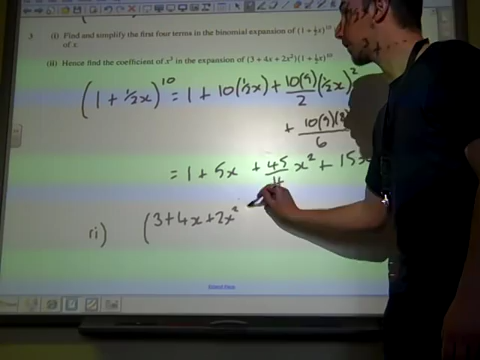 3 (i) Find and simplify the first four terms in the binomial expansion of (1 + ½x)¹⁰
of x.
(ii) Hence find the coefficient of x³ in the expansion of (3 + 4x + 2x²)(1 + ½x)¹⁰
(1 + ½x)¹⁰ = 1 + 10(½x) + 10(9)/2 (½x)²
+ 10(9)(8)/6
= 1 + 5x + 45/4 x² + 15x
ii) (3 + 4x + 2x²